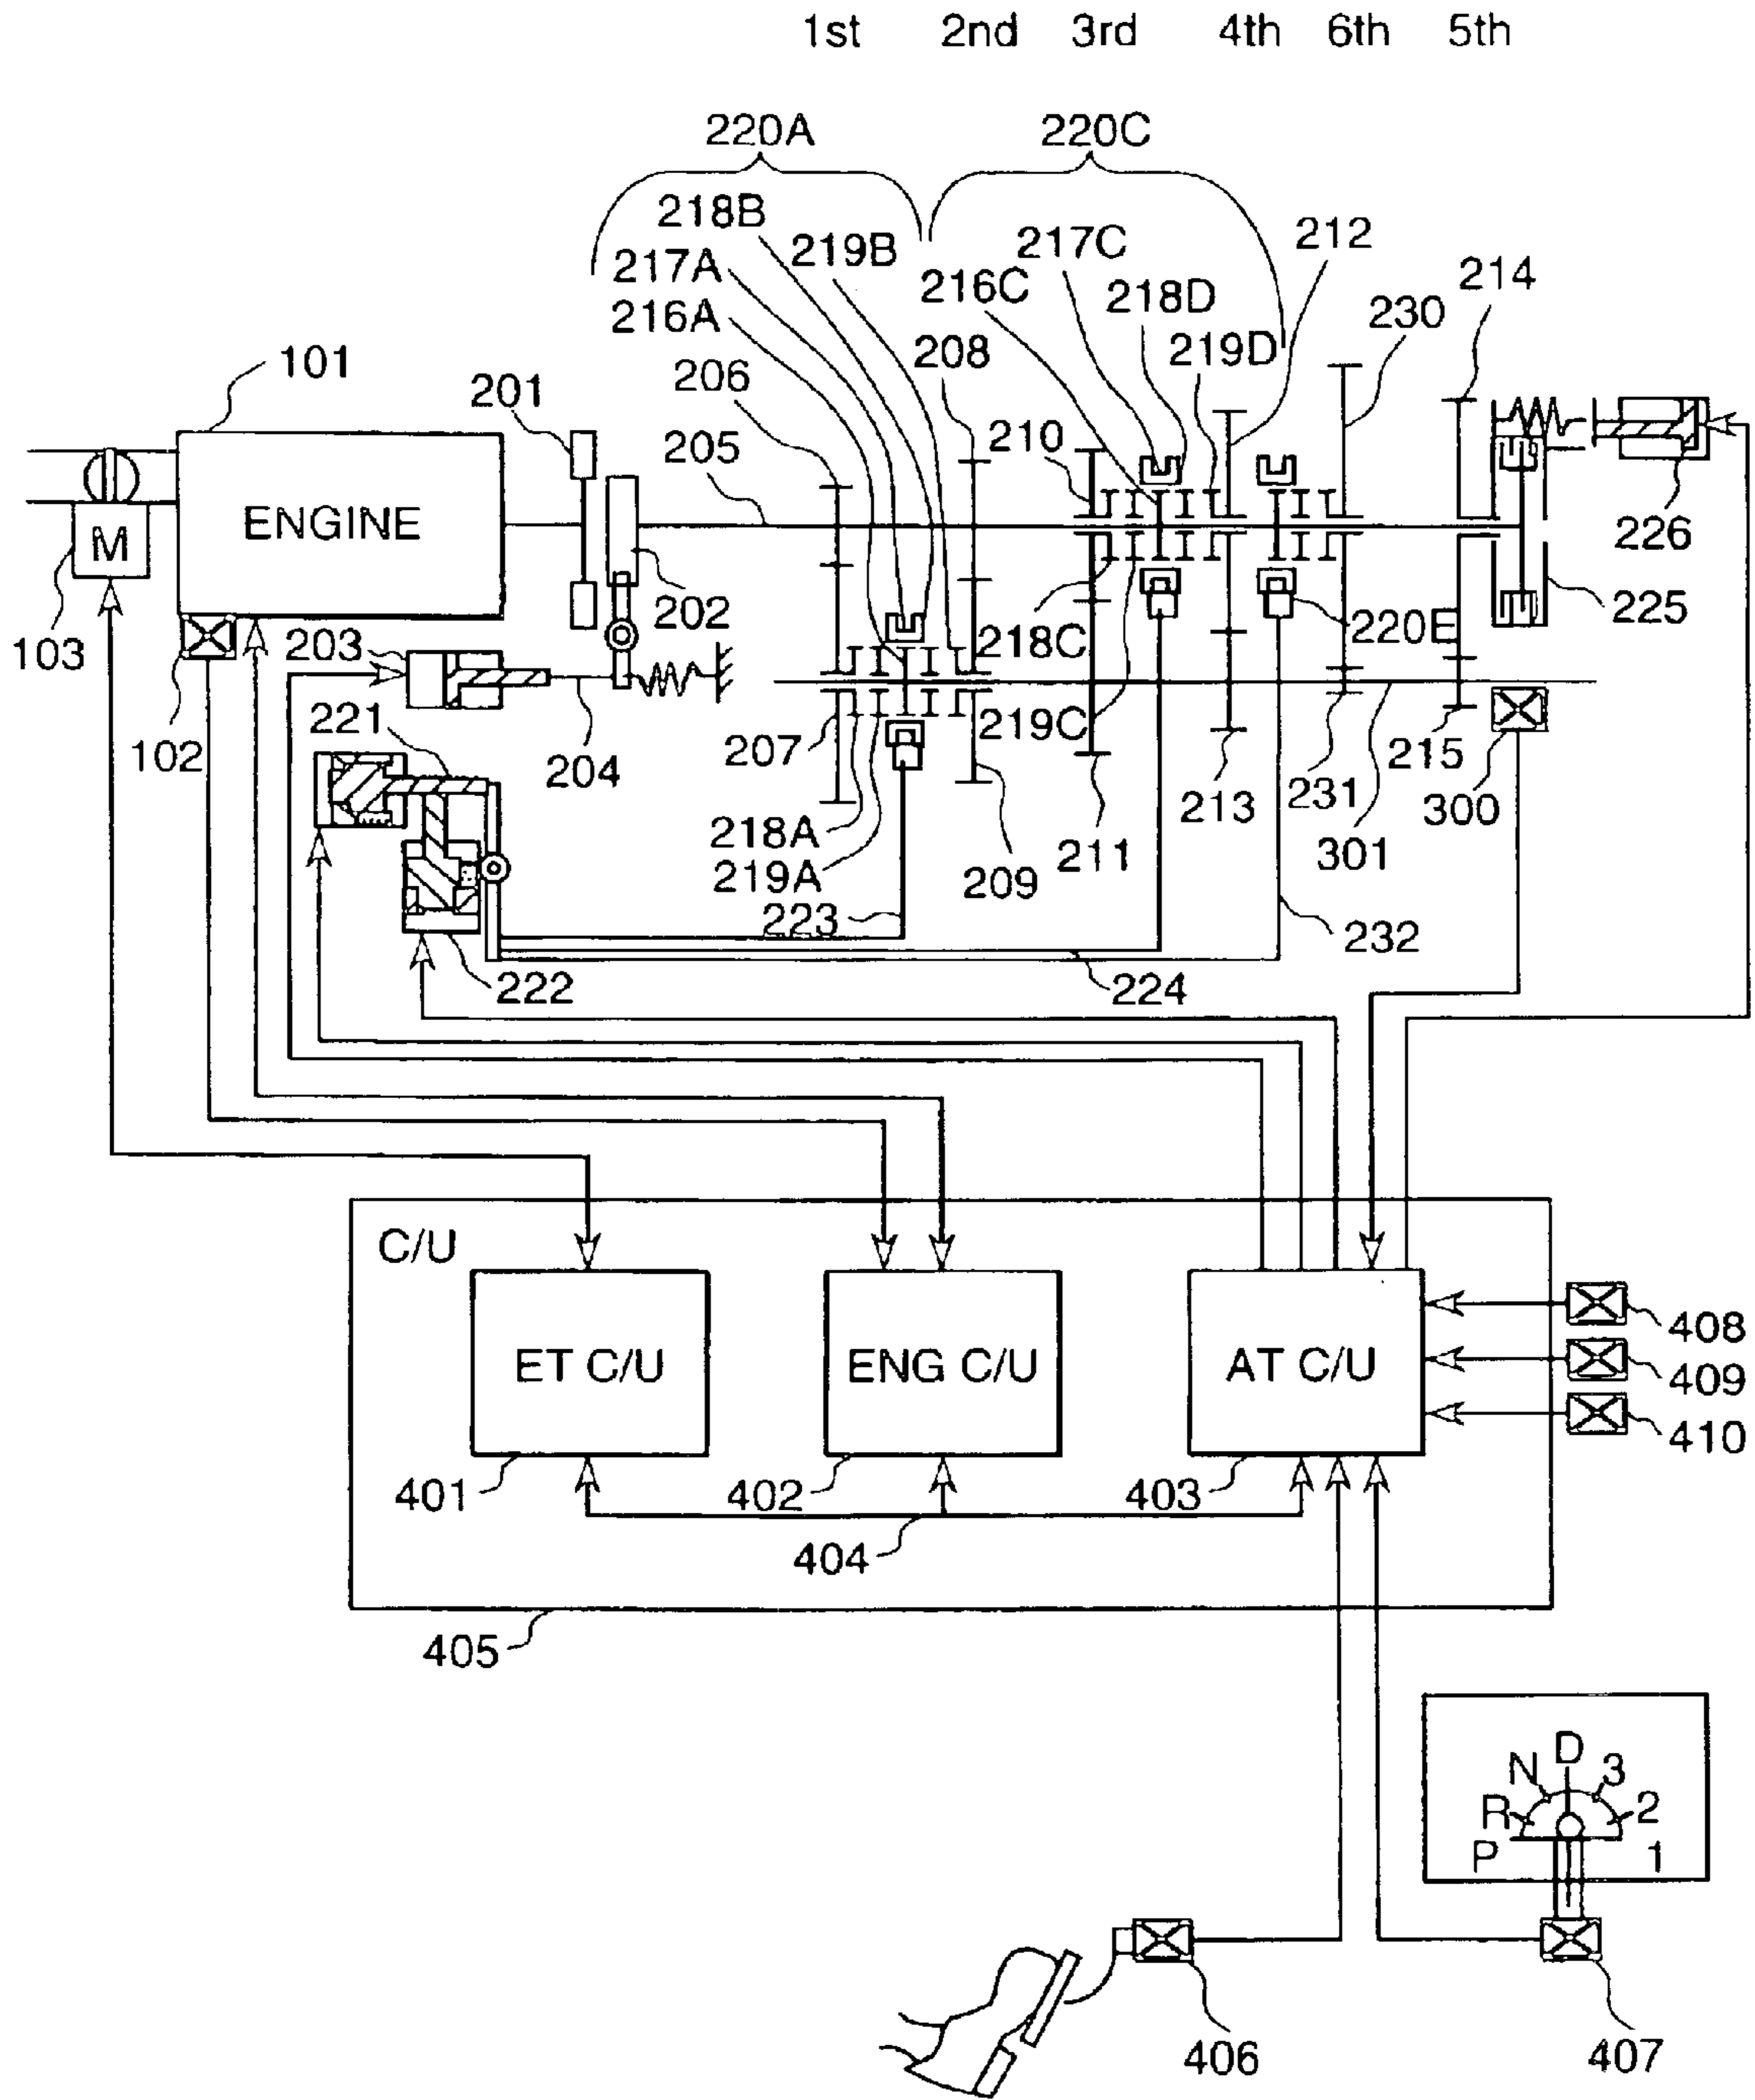 1st 2nd 3rd 4th 6th 5th
220A 220C
218B
219B 217C 212
217A 216C 218D 214
216A 219D 230
101 206 208
201 205 210
ENGINE
M 226
202 225
103 203 218C 220E
221 219C
102 204 207 215
218A 213 231 300
219A 211 301
209
223 232
222 224
C/U
408
ET C/U ENG C/U AT C/U
409
410
401 402 403
404
405
D
N 3
R 2
P 1
406 407